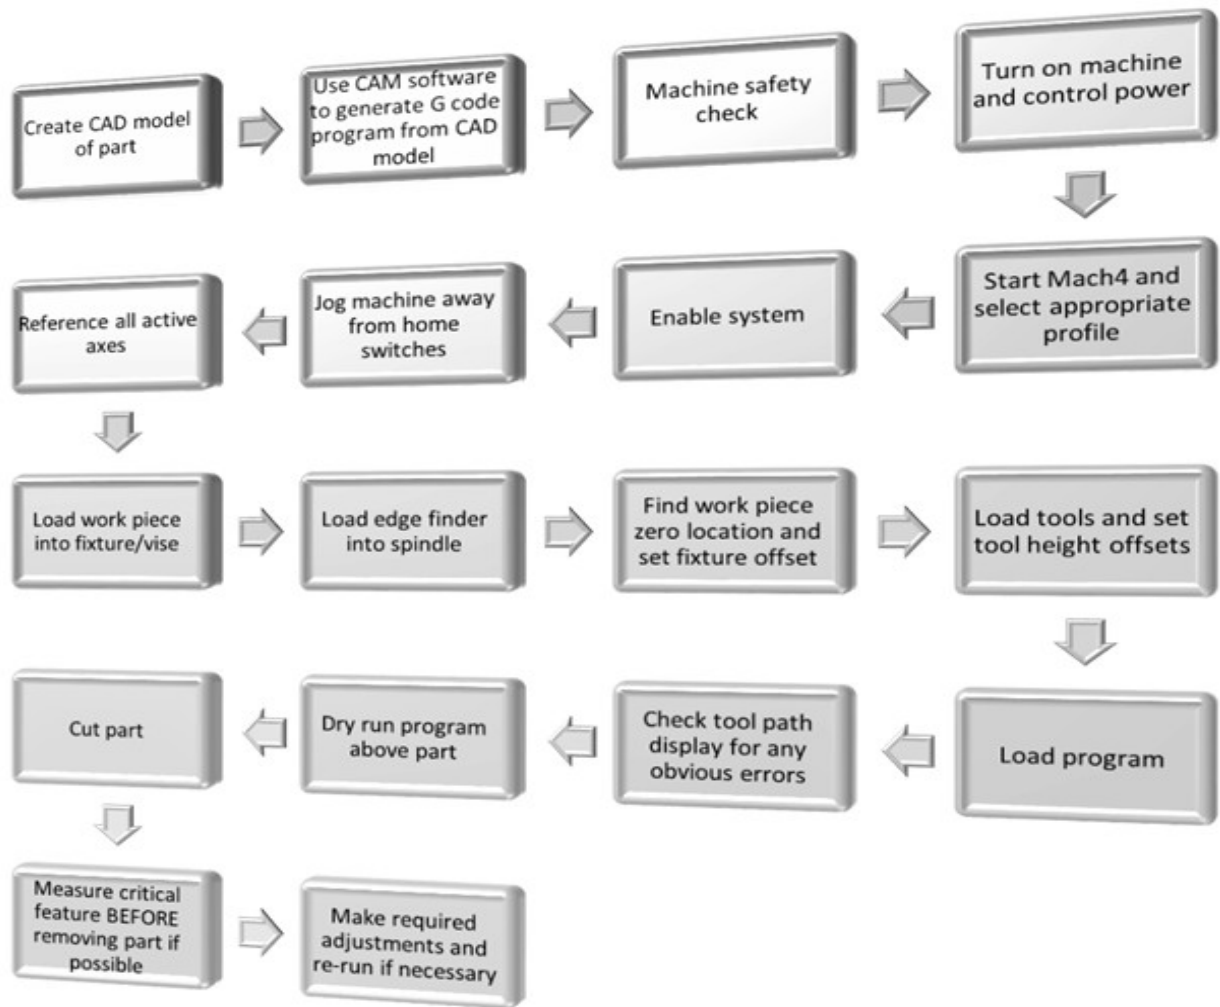 Create CAD model
of part
Use CAM software
to generate G code
program from CAD
model
Machine safety
check
Turn on machine
and control power
Start Mach4 and
select appropriate
profile
Enable system
Jog machine away
from home
switches
Reference all active
axes
Load work piece
into fixture/vise
Load edge finder
into spindle
Find work piece
zero location and
set fixture offset
Load tools and set
tool height offsets
Load program
Check tool path
display for any
obvious errors
Dry run program
above part
Cut part
Measure critical
feature BEFORE
removing part if
possible
Make required
adjustments and
re-run if necessary